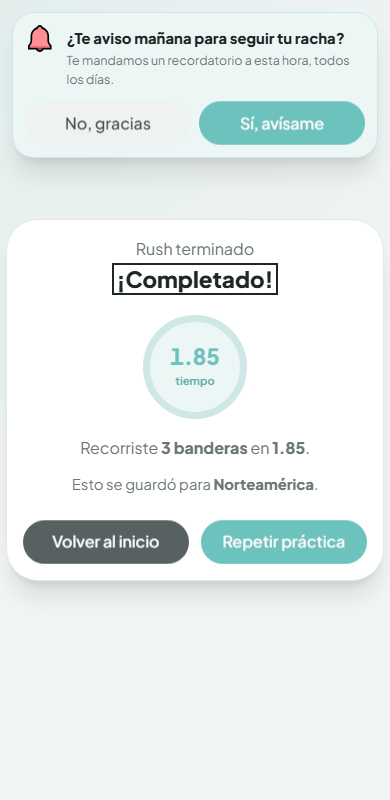 ¿Te aviso mañana para seguir tu racha?
Te mandamos un recordatorio a esta hora, todos
los días.
No, gracias
Sí, avísame
Rush terminado
¡Completado!
1.85
tiempo
Recorriste 3 banderas en 1.85.
Esto se guardó para Norteamérica.
Volver al inicio
Repetir práctica